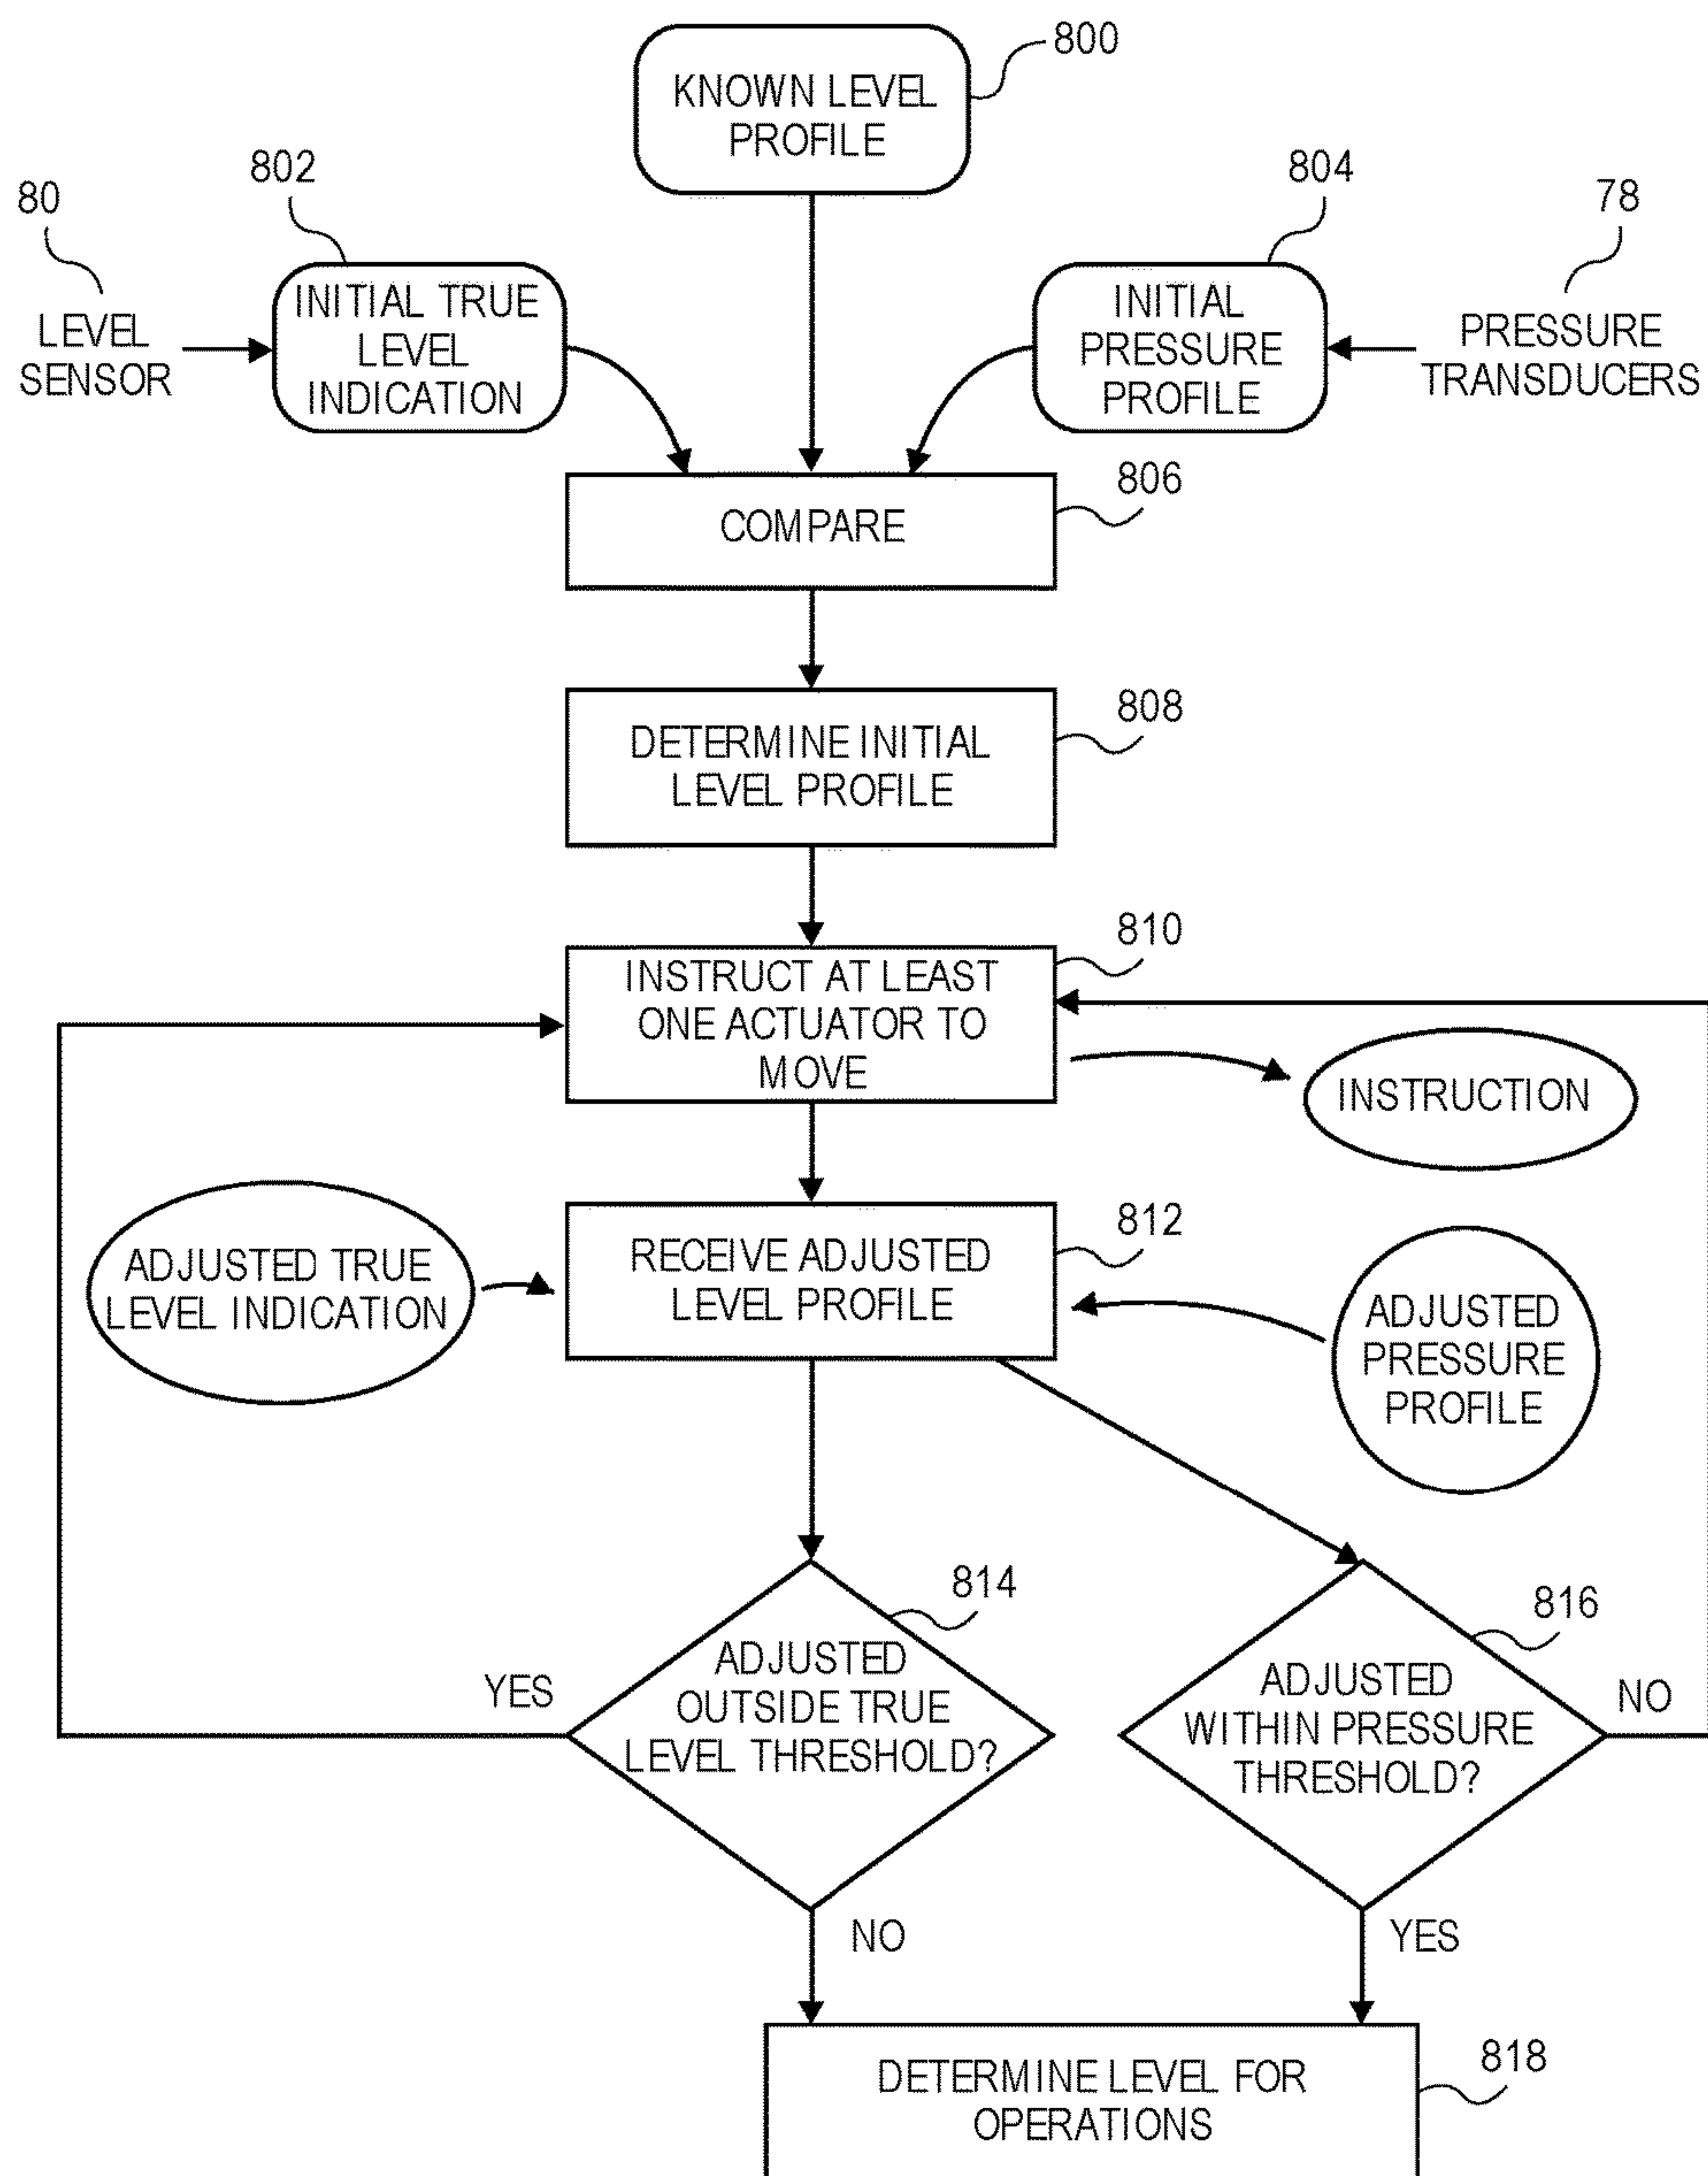 800
KNOWN LEVEL
PROFILE
802
804
80
78
LEVEL
SENSOR
INITIAL TRUE
LEVEL
INDICATION
INITIAL
PRESSURE
PROFILE
PRESSURE
TRANSDUCERS
806
COMPARE
808
DETERMINE INITIAL
LEVEL PROFILE
810
INSTRUCT AT LEAST
ONE ACTUATOR TO
MOVE
INSTRUCTION
812
ADJUSTED TRUE
LEVEL INDICATION
RECEIVE ADJUSTED
LEVEL PROFILE
ADJUSTED
PRESSURE
PROFILE
814
816
YES
ADJUSTED
OUTSIDE TRUE
LEVEL THRESHOLD?
ADJUSTED
WITHIN PRESSURE
THRESHOLD?
NO
NO
YES
818
DETERMINE LEVEL FOR
OPERATIONS